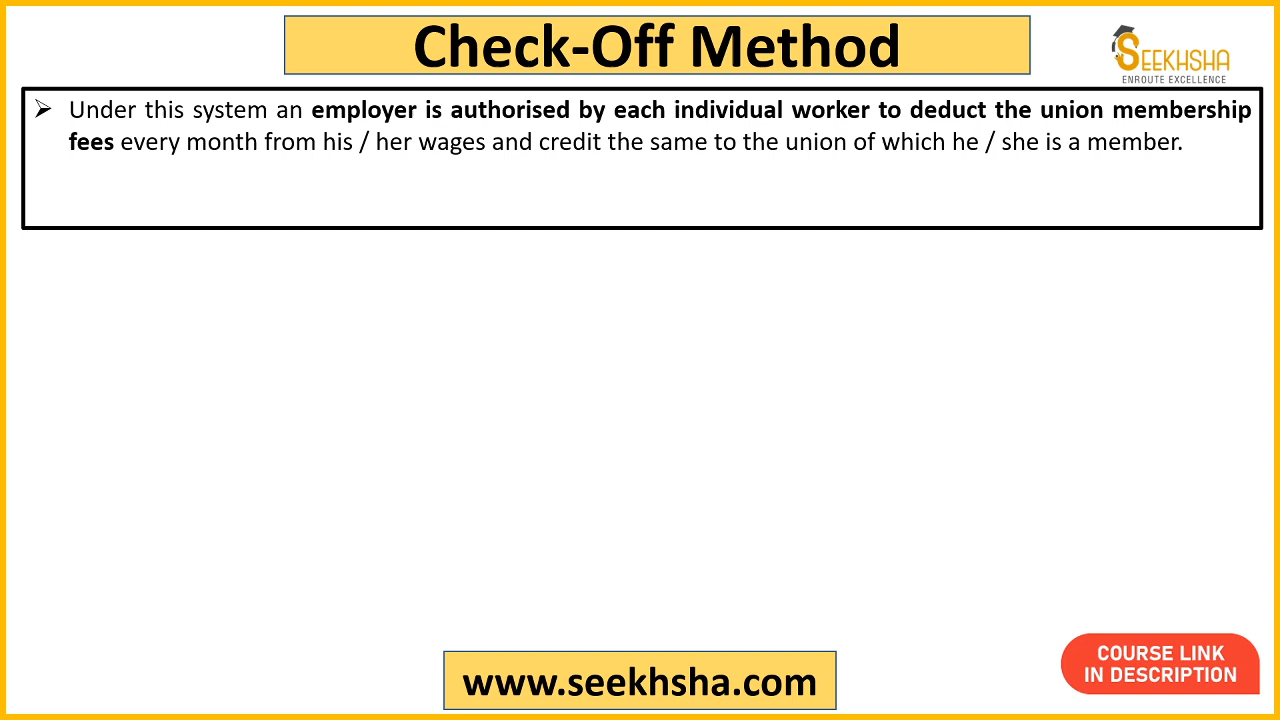 Check-Off Method
SEEKHSHA
ENROUTE EXCELLENCE
➢ Under this system an employer is authorised by each individual worker to deduct the union membership
fees every month from his / her wages and credit the same to the union of which he / she is a member.
COURSE LINK
IN DESCRIPTION
www.seekhsha.com